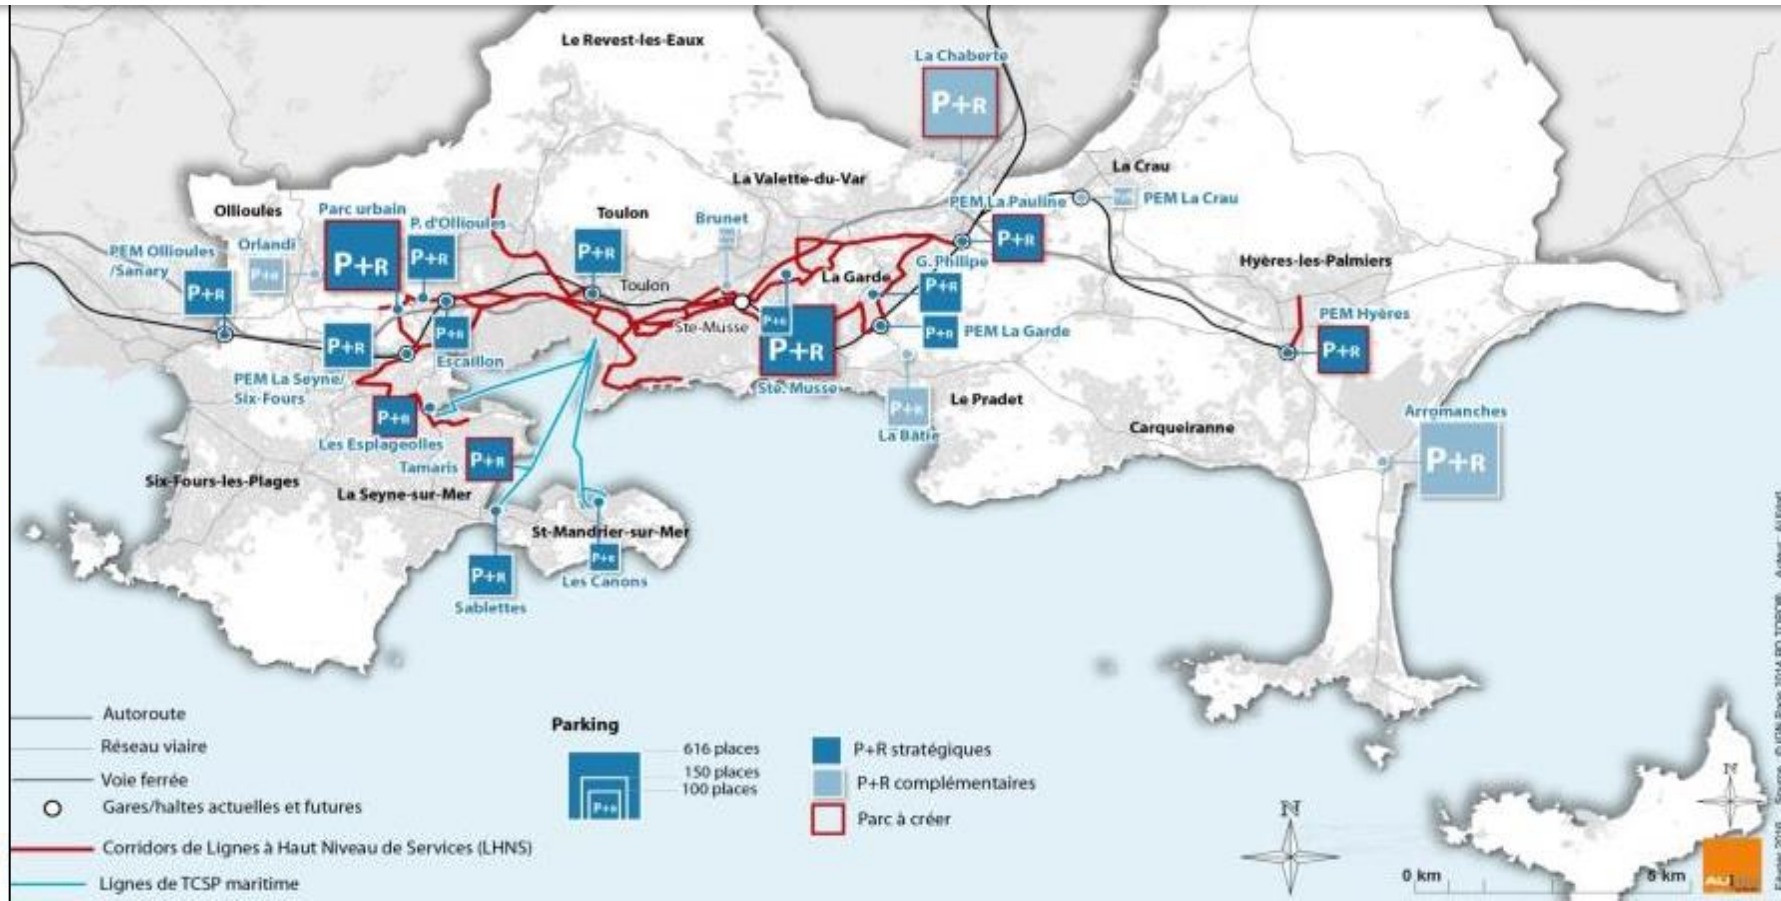 Le Revest-les-Eaux
La Chaberte
P+R
La Crau
La Valette-du-Var
PEM La Pauline
P+R
PEM La Crau
Ollioules
Parc urbain
P+R
P. d'Ollioules
P+R
Toulon
P+R
Brunet
PEM Ollioules
/Sanary
P+R
Orlandi
P+R
Toulon
La Garde
G. Philipe
P+R
Hyères-les-Palmiers
PEM Hyères
P+R
Ste-Musse
P+R
P+R
Ste. Musse
PEM La Garde
P+R
P+R
Escaillon
P+R
PEM La Seyne/
Six-Fours
P+R
Les Esplageolles
P+R
La Bâtie
Le Pradet
Carqueiranne
Arromanches
P+R
Tamaris
P+R
Six-Fours-les-Plages
La Seyne-sur-Mer
St-Mandrier-sur-Mer
P+R
Les Canons
P+R
Sablettes
Autoroute
Réseau viaire
Voie ferrée
Gares/haltes actuelles et futures
Corridors de Lignes à Haut Niveau de Services (LHNS)
Lignes de TCSP maritime
Parking
616 places
150 places
100 places
P+R
P+R stratégiques
P+R complémentaires
Parc à créer
N
N
0 km
5 km